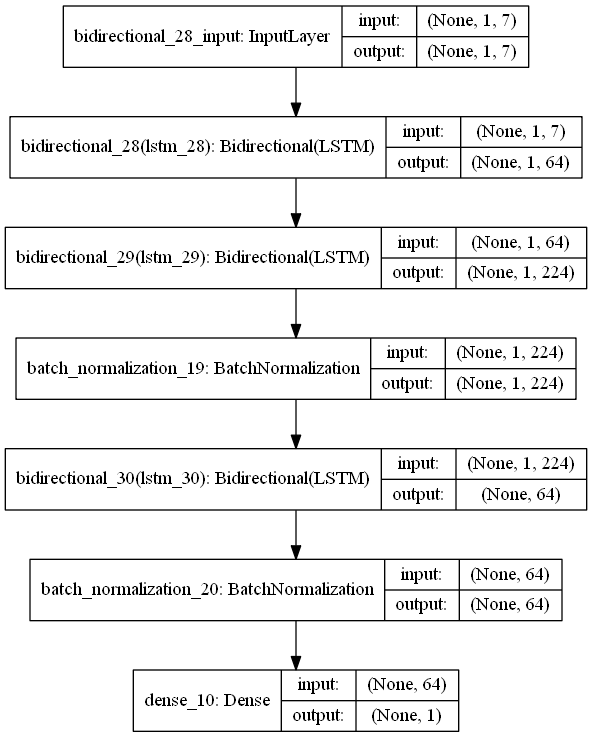 bidirectional_28_input: InputLayer
input: (None, 1, 7)
output: (None, 1, 7)
bidirectional_28(lstm_28): Bidirectional(LSTM)
input: (None, 1, 7)
output: (None, 1, 64)
bidirectional_29(lstm_29): Bidirectional(LSTM)
input: (None, 1, 64)
output: (None, 1, 224)
batch_normalization_19: BatchNormalization
input: (None, 1, 224)
output: (None, 1, 224)
bidirectional_30(lstm_30): Bidirectional(LSTM)
input: (None, 1, 224)
output: (None, 64)
batch_normalization_20: BatchNormalization
input: (None, 64)
output: (None, 64)
dense_10: Dense
input: (None, 64)
output: (None, 1)